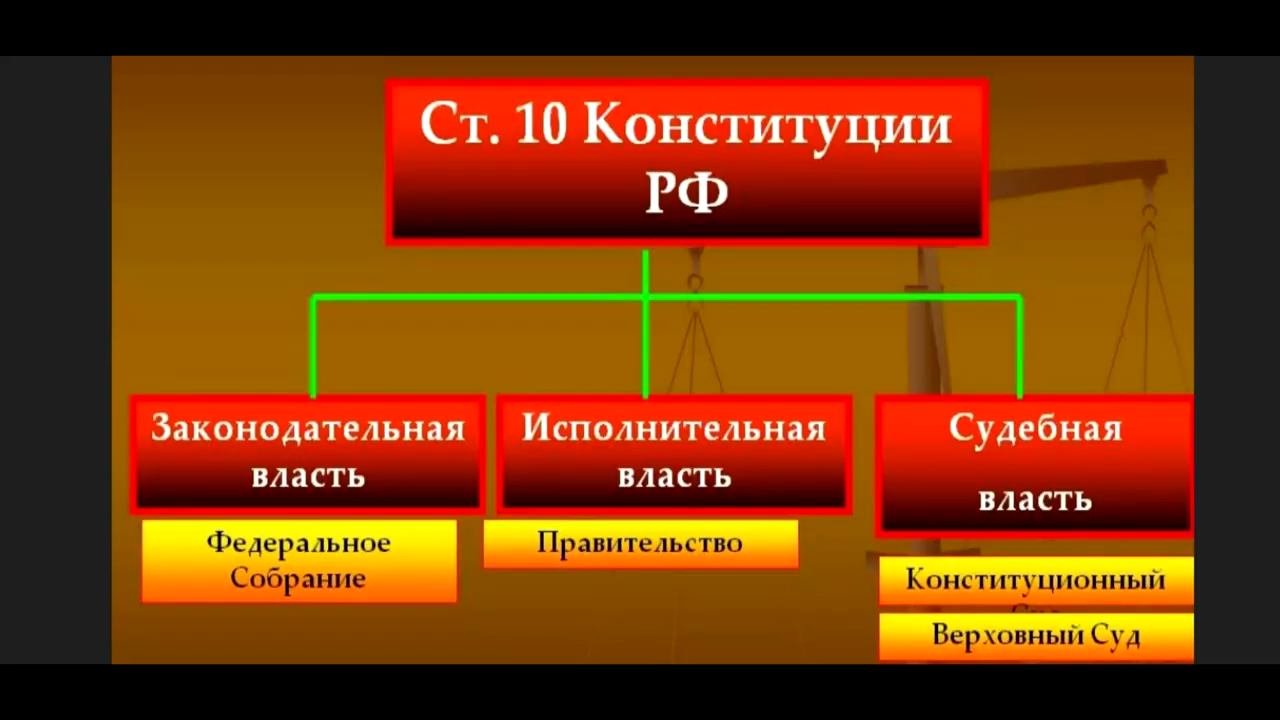 Ст. 10 Конституции
РФ
Законодательная
власть
Исполнительная
власть
Судебная
власть
Федеральное
Собрание
Правительство
Конституционный
Верховный Суд